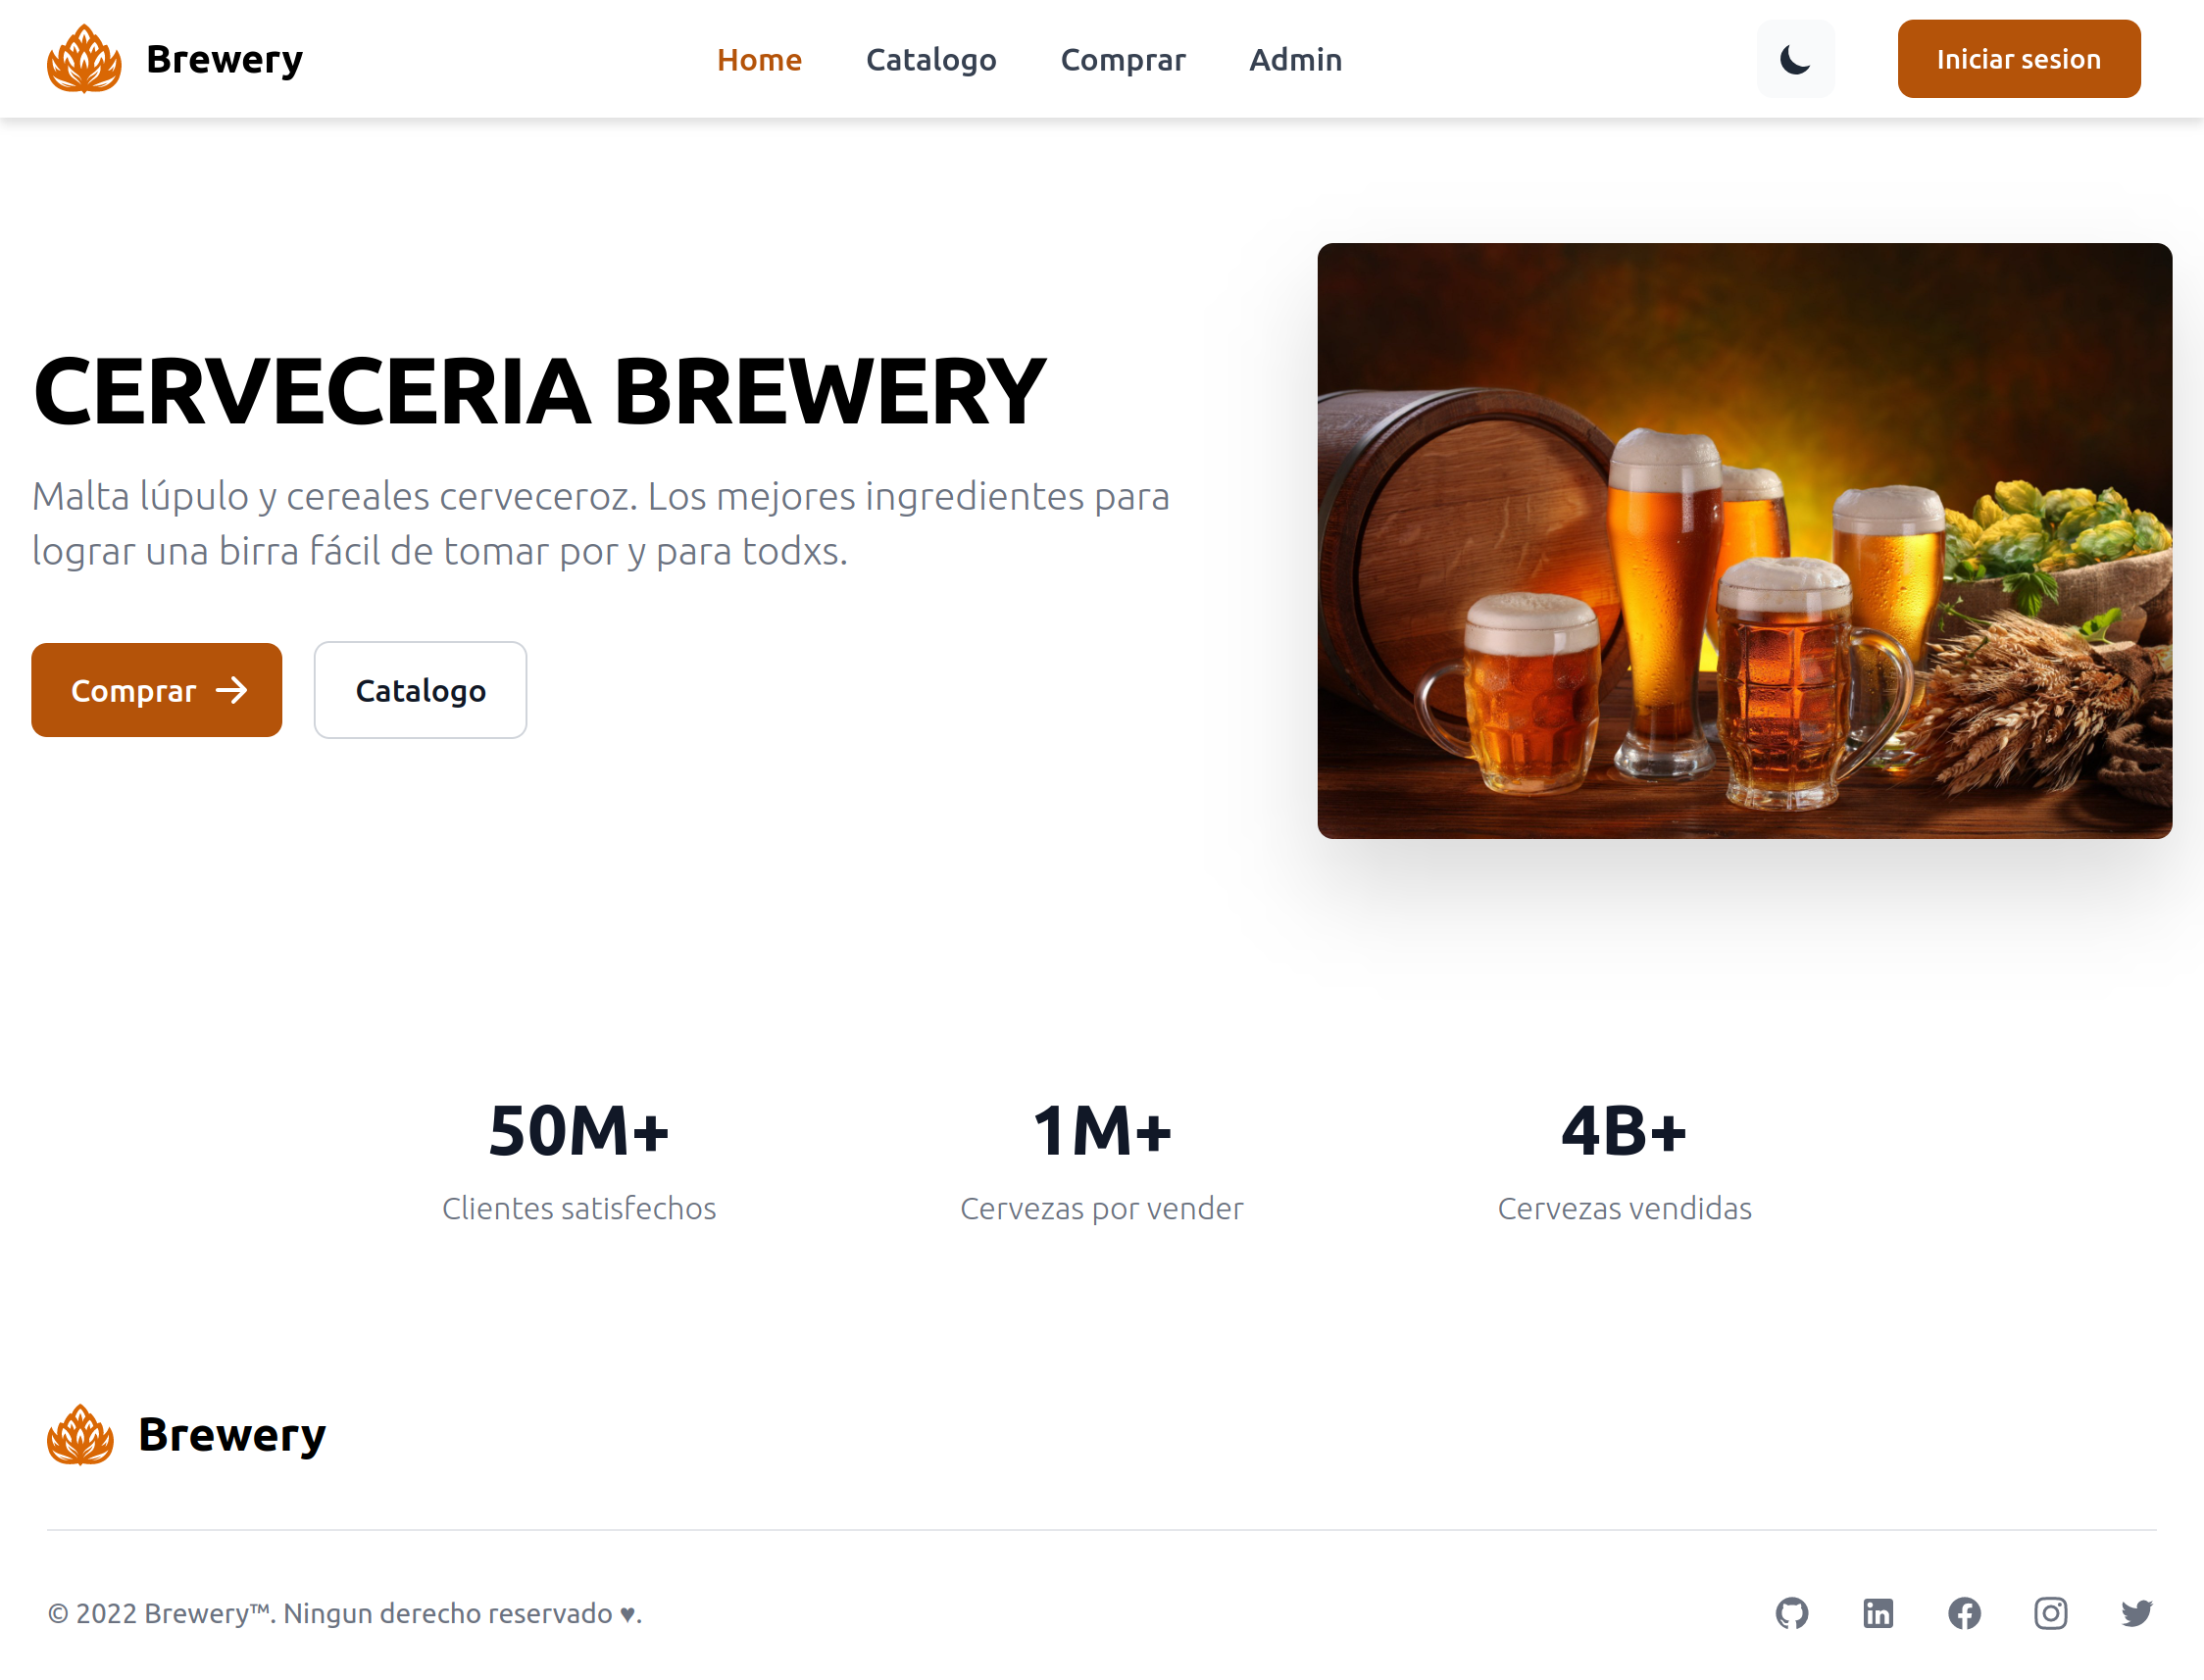 Brewery
Home Catalogo Comprar Admin
Iniciar sesion
CERVECERIA BREWERY
Malta lúpulo y cereales cerveceroz. Los mejores ingredientes para
lograr una birra fácil de tomar por y para todxs.
Comprar
Catalogo
50M+
Clientes satisfechos
1M+
Cervezas por vender
4B+
Cervezas vendidas
Brewery
© 2022 Brewery™. Ningun derecho reservado ♥.